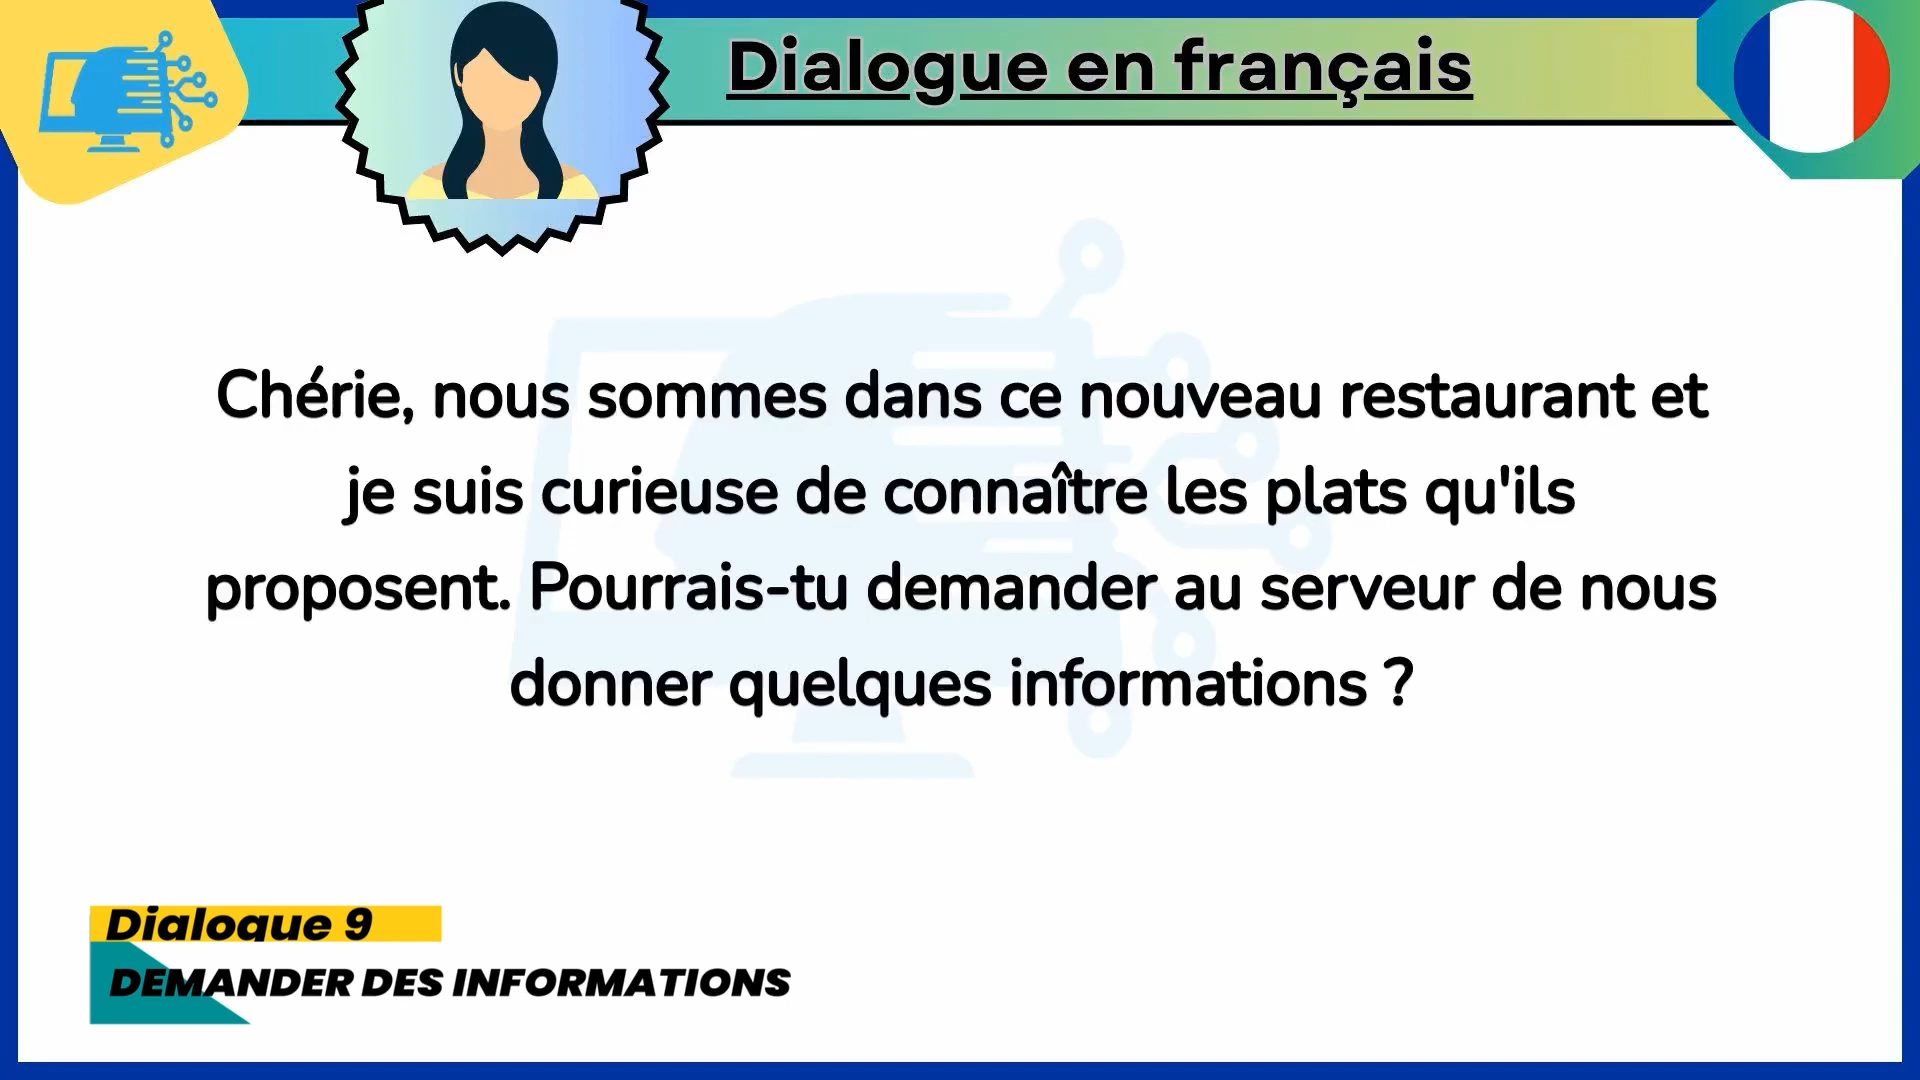 Dialogue en français
Chérie, nous sommes dans ce nouveau restaurant et
je suis curieuse de connaître les plats qu'ils
proposent. Pourrais-tu demander au serveur de nous
donner quelques informations ?
Dialogue 9
DEMANDER DES INFORMATIONS